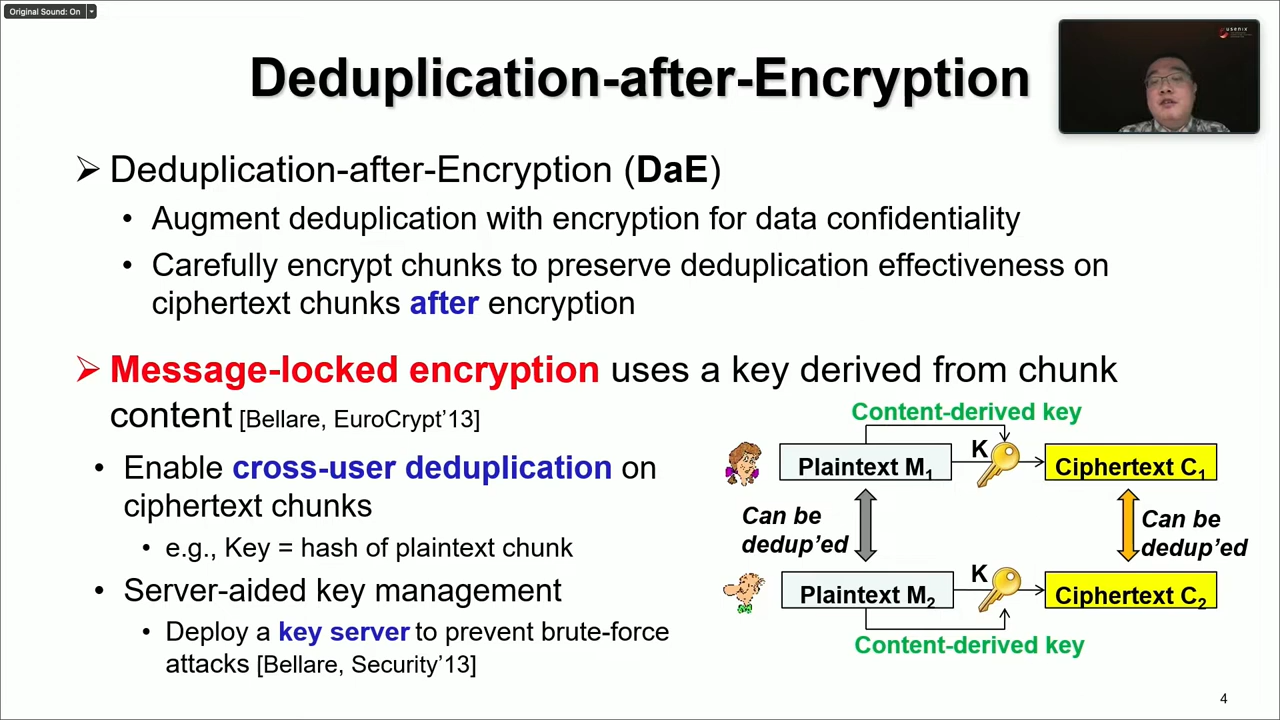 Original Sound: On
usenix
Deduplication-after-Encryption
➢ Deduplication-after-Encryption (DaE)
• Augment deduplication with encryption for data confidentiality
• Carefully encrypt chunks to preserve deduplication effectiveness on
ciphertext chunks after encryption
➢ Message-locked encryption uses a key derived from chunk
content [Bellare, EuroCrypt’13]
• Enable cross-user deduplication on
ciphertext chunks
• e.g., Key = hash of plaintext chunk
• Server-aided key management
• Deploy a key server to prevent brute-force
attacks [Bellare, Security’13]
Content-derived key
Plaintext M1
K
Ciphertext C1
Can be
dedup’ed
Can be
dedup’ed
Plaintext M2
K
Ciphertext C2
Content-derived key
4